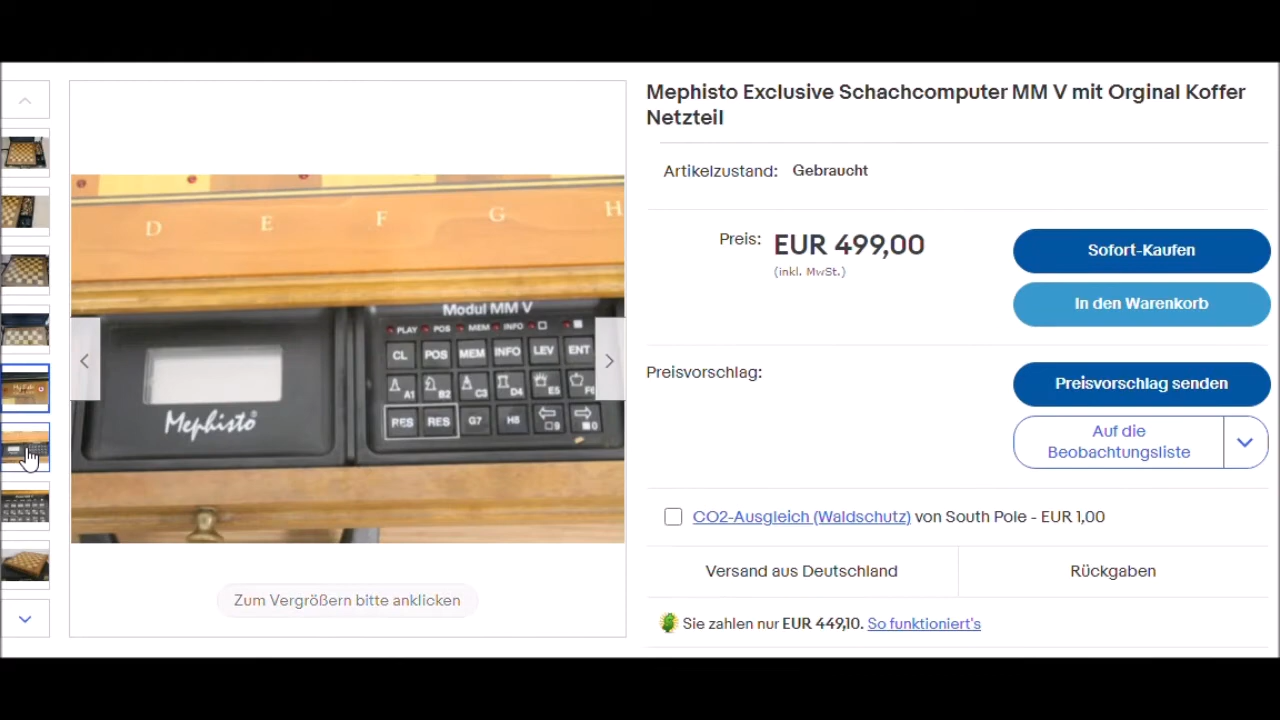 Mephisto Exclusive Schachcomputer MM V mit Orginal Koffer
Netzteil
Artikelzustand: Gebraucht
Preis: EUR 499,00
(inkl. MwSt.)
Sofort-Kaufen
In den Warenkorb
Preisvorschlag:
Preisvorschlag senden
Auf die
Beobachtungsliste
CO2-Ausgleich (Waldschutz) von South Pole - EUR 1,00
Versand aus Deutschland
Rückgaben
Sie zahlen nur EUR 449,10. So funktioniert's
D E F G H
Modul MM V
PLAY POS MEM INFO
CL POS MEM INFO LEV ENT
A1 B2 C3 D4 E5 F6
RES RES G7 H8 9 0
Mephisto®
Zum Vergrößern bitte anklicken